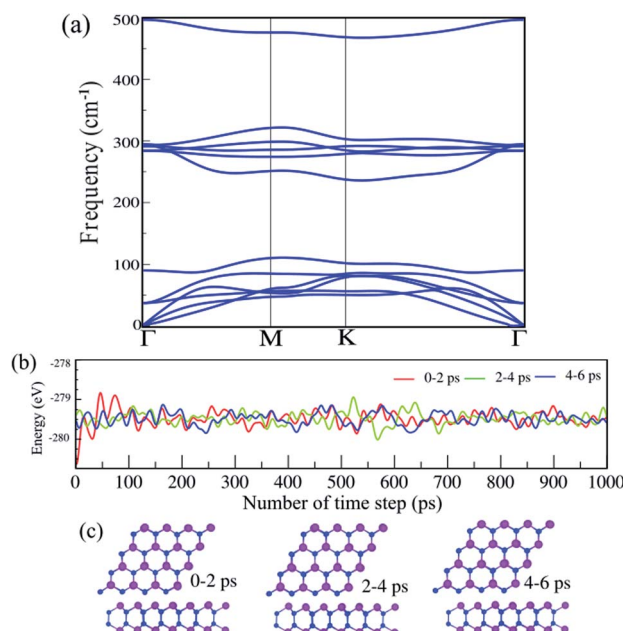 (a)
500
400
300
200
100
0
Frequency (cm⁻¹)
Γ M K Γ
(b)
-278
-279
-280
Energy (eV)
0-2 ps 2-4 ps 4-6 ps
0 100 200 300 400 500 600 700 800 900 1000
Number of time step (ps)
(c)
0-2 ps 2-4 ps 4-6 ps